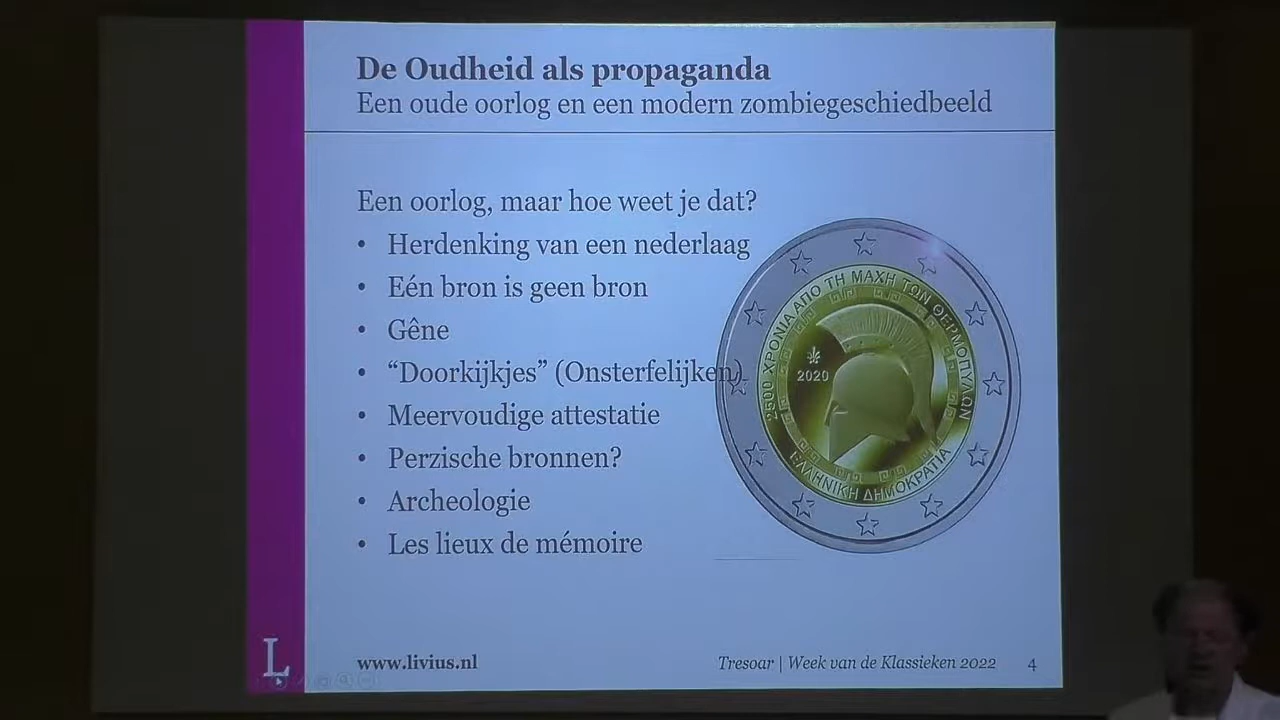 De Oudheid als propaganda
Een oude oorlog en een modern zombiegeschiedbeeld
Een oorlog, maar hoe weet je dat?
• Herdenking van een nederlaag
• Eén bron is geen bron
• Gêne
• “Doorkijkjes” (Onsterfelijken)
• Meervoudige attestatie
• Perzische bronnen?
• Archeologie
• Les lieux de mémoire
2500 ΧΡΟΝΙΑ ΑΠΟ ΤΗ ΜΑΧΗ ΤΩΝ ΘΕΡΜΟΠΥΛΩΝ
2020
ΕΛΛΗΝΙΚΗ ΔΗΜΟΚΡΑΤΙΑ
L
www.livius.nl
Tresoar | Week van de Klassieken 2022
4